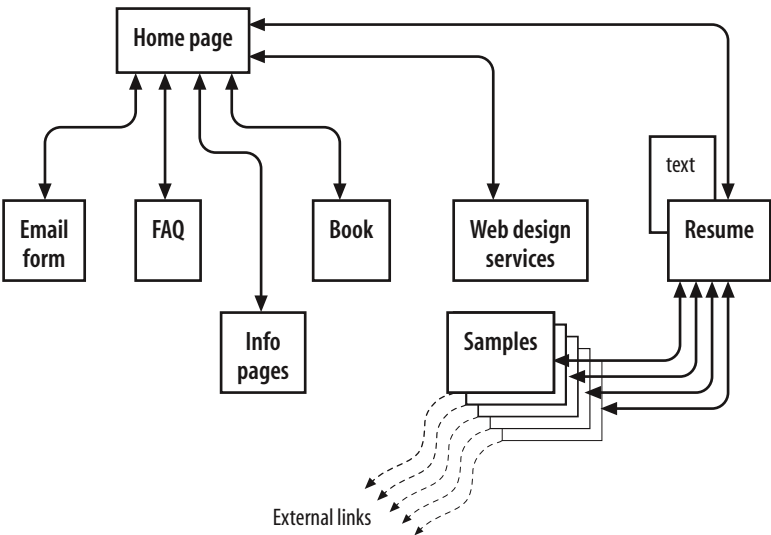 Home page
text
Email
form
FAQ
Book
Web design
services
Resume
Info
pages
Samples
External links